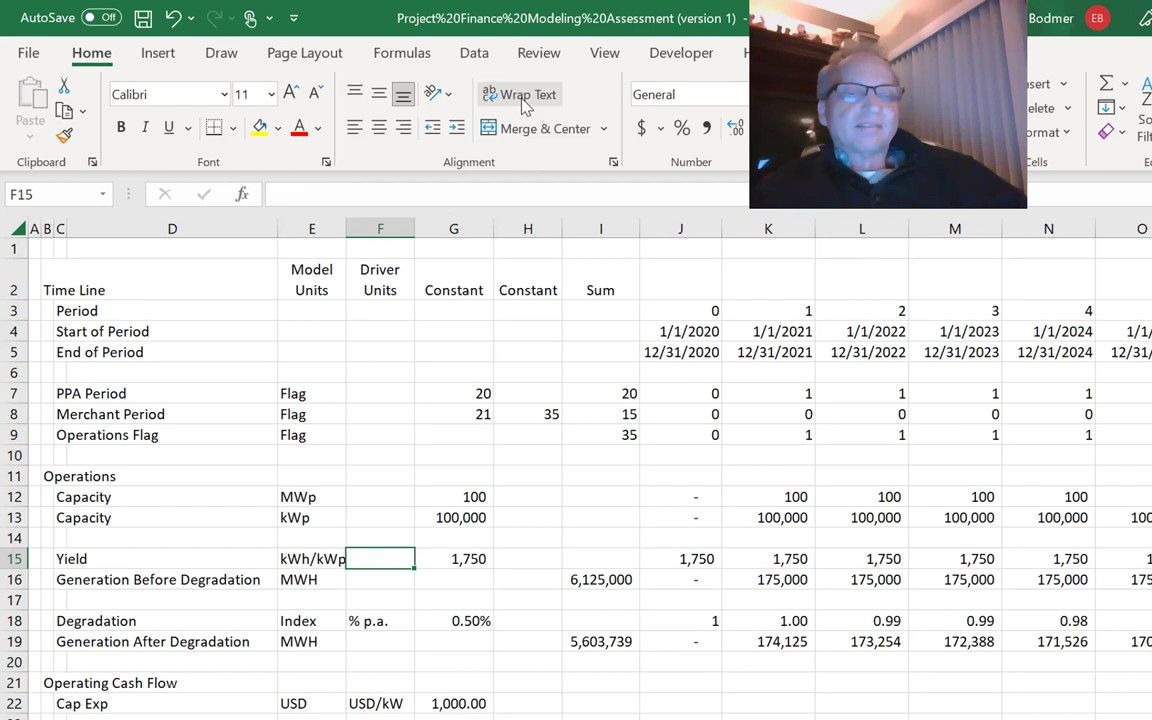 AutoSave Off Project%20Finance%20Modeling%20Assessment (version 1) - Bodmer EB
File Home Insert Draw Page Layout Formulas Data Review View Developer
Paste Calibri 11 A A Wrap Text General
B I U A Merge & Center $ % 9
Clipboard Font Alignment Number
F15 fx
A B C D E F G H I J K L M N O
1
Model Driver
2 Time Line Units Units Constant Constant Sum
3 Period 0 1 2 3 4
4 Start of Period 1/1/2020 1/1/2021 1/1/2022 1/1/2023 1/1/2024 1/1/
5 End of Period 12/31/2020 12/31/2021 12/31/2022 12/31/2023 12/31/2024 12/31/
6
7 PPA Period Flag 20 20 0 1 1 1 1
8 Merchant Period Flag 21 35 15 0 0 0 0 0
9 Operations Flag Flag 35 0 1 1 1 1
10
11 Operations
12 Capacity MWp 100 - 100 100 100 100
13 Capacity kWp 100,000 - 100,000 100,000 100,000 100,000 100
14
15 Yield kWh/kWp 1,750 1,750 1,750 1,750 1,750 1,750 1
16 Generation Before Degradation MWH 6,125,000 - 175,000 175,000 175,000 175,000 175
17
18 Degradation Index % p.a. 0.50% 1 1.00 0.99 0.99 0.98
19 Generation After Degradation MWH 5,603,739 - 174,125 173,254 172,388 171,526 170
20
21 Operating Cash Flow
22 Cap Exp USD USD/kW 1,000.00